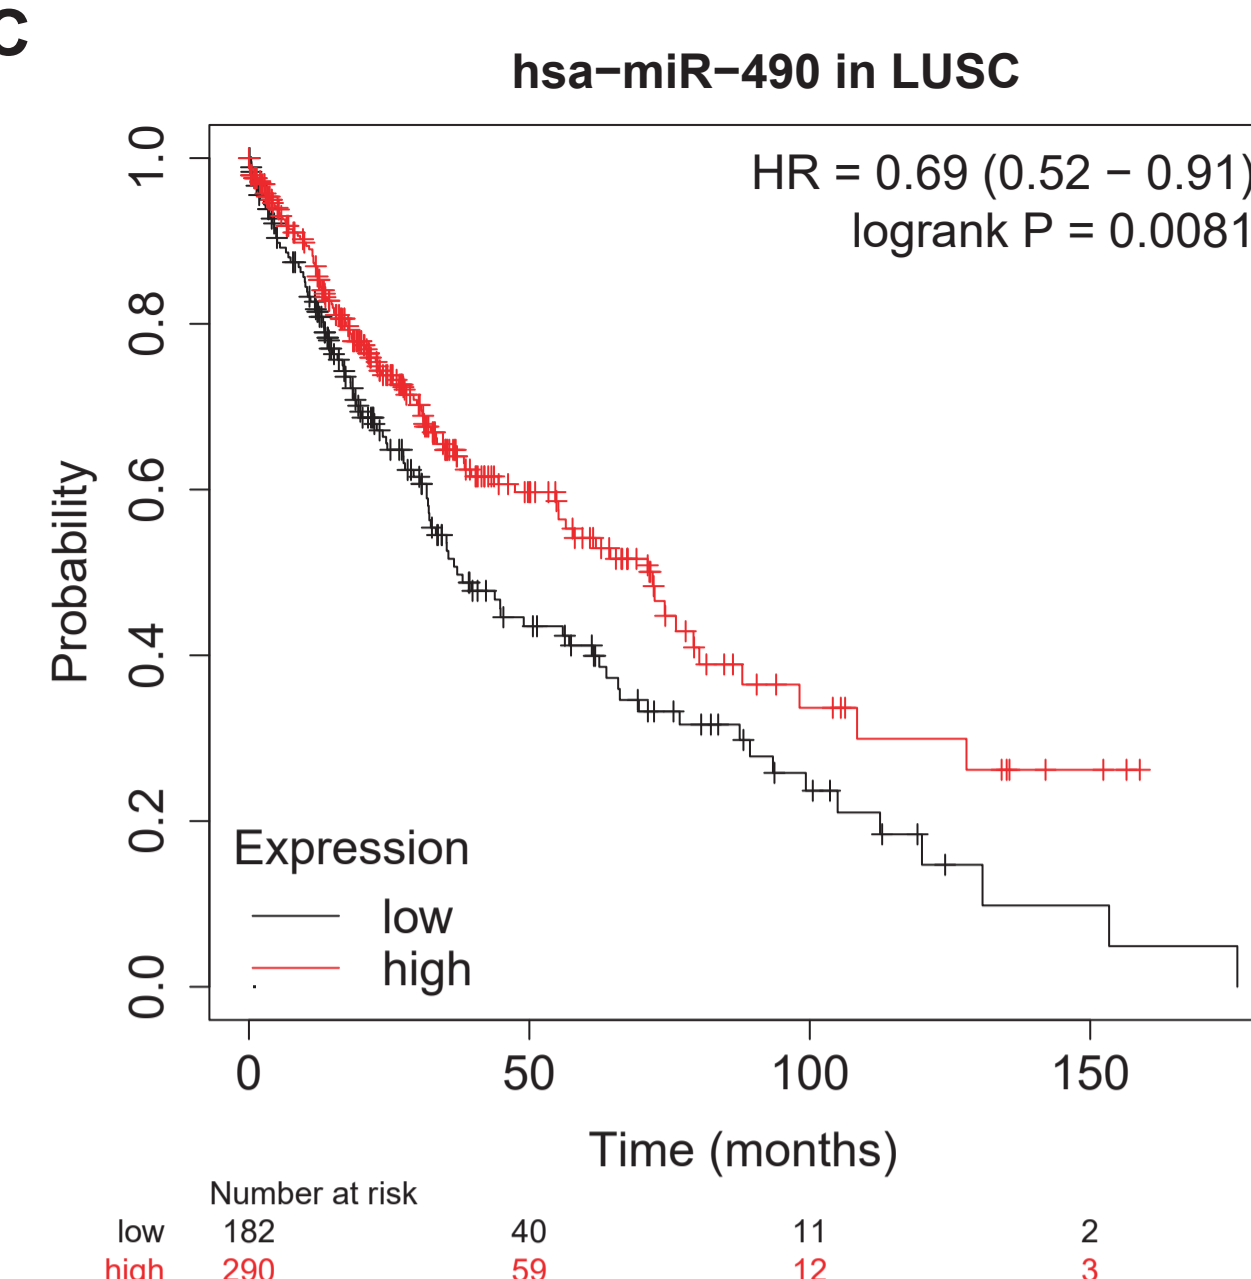 C
hsa−miR−490 in LUSC
HR = 0.69 (0.52 − 0.91)
logrank P = 0.0081
1.0
0.8
0.6
0.4
0.2
0.0
Probability
Expression
low
high
0 50 100 150
Time (months)
Number at risk
low 182 40 11 2
high 290 59 12 3